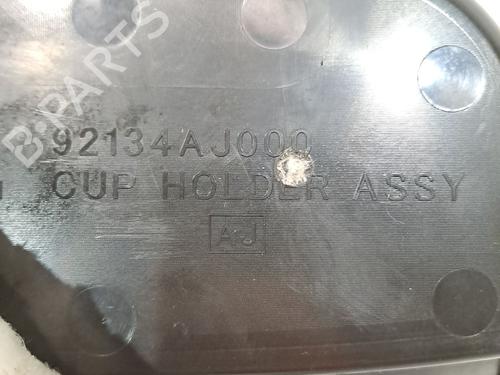 B-PARTS
92134AJ000
CUP HOLDER ASSY
AJ